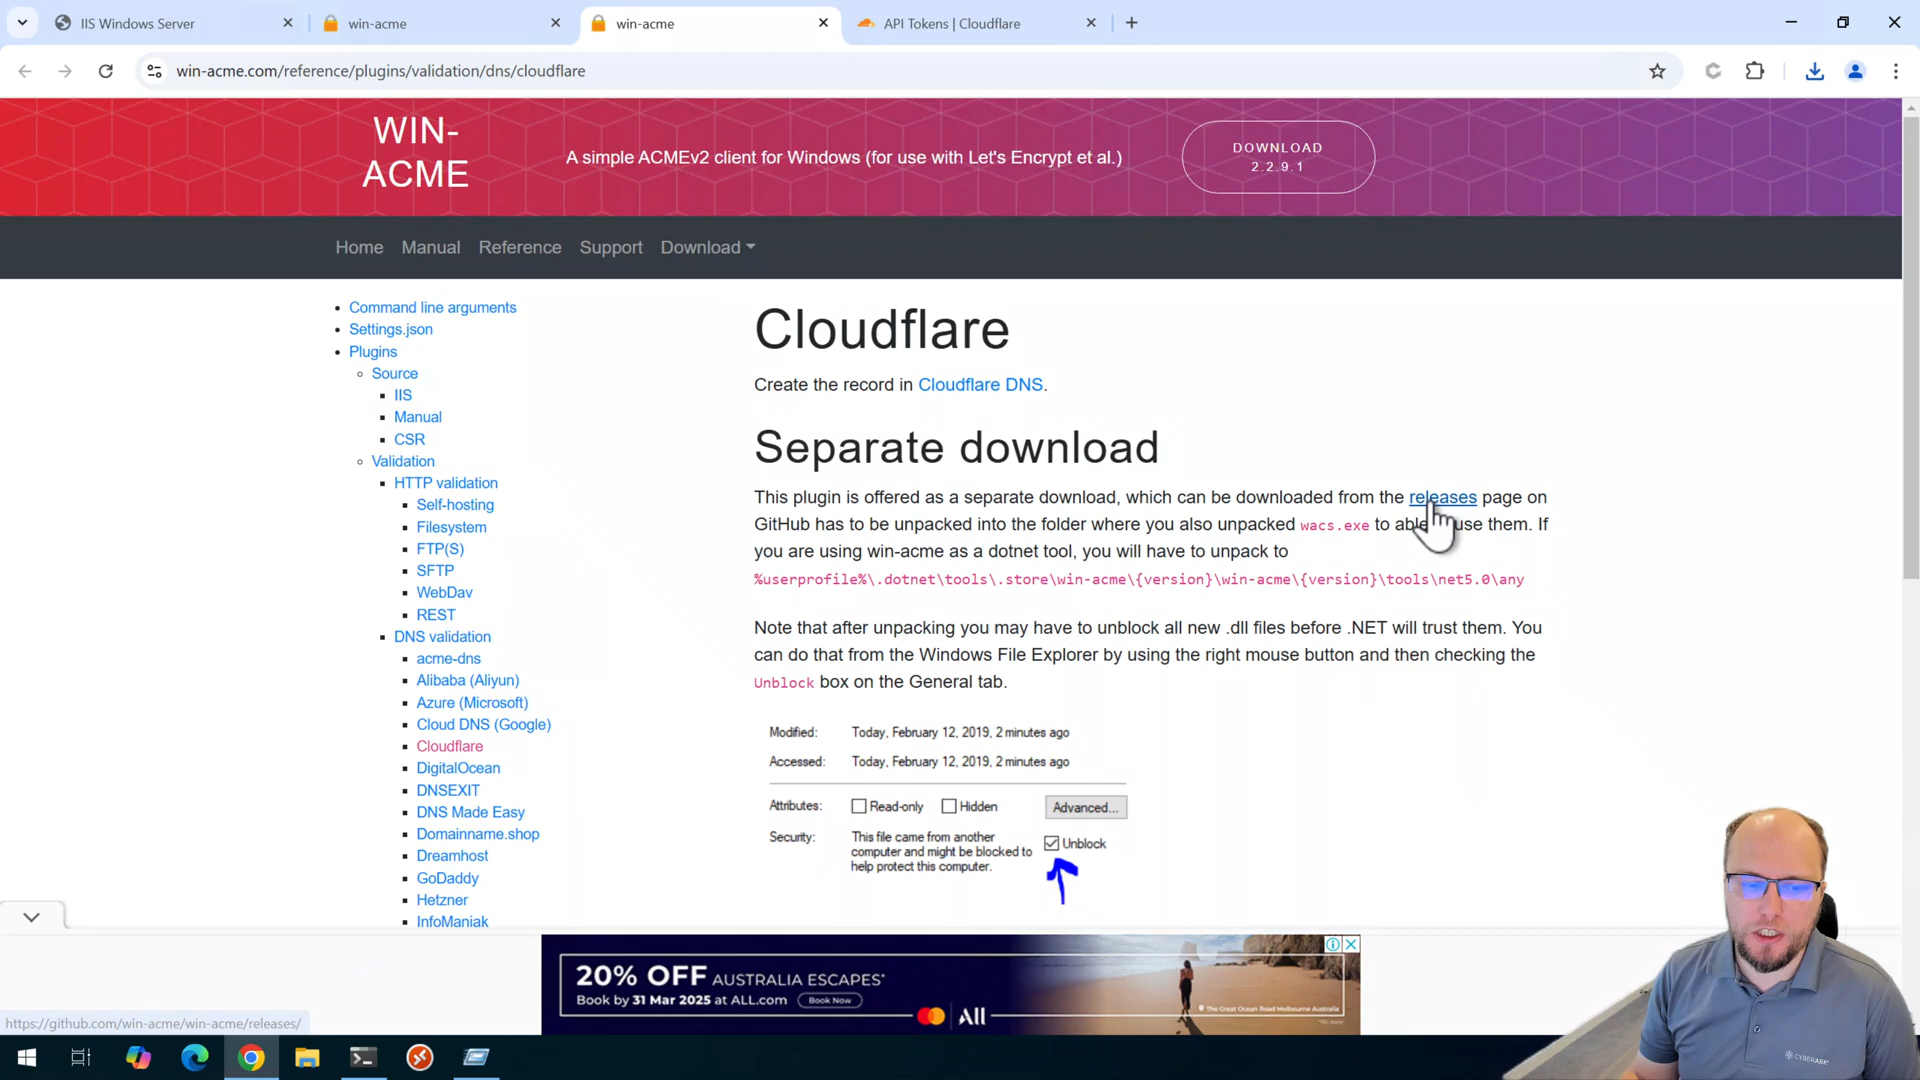 IIS Windows Server
win-acme
win-acme
API Tokens | Cloudflare
win-acme.com/reference/plugins/validation/dns/cloudflare
WIN-
ACME
A simple ACMEv2 client for Windows (for use with Let's Encrypt et al.)
DOWNLOAD
2.2.9.1
Home Manual Reference Support Download
Command line arguments
Settings.json
Plugins
Source
IIS
Manual
CSR
Validation
HTTP validation
Self-hosting
Filesystem
FTP(S)
SFTP
WebDav
REST
DNS validation
acme-dns
Alibaba (Aliyun)
Azure (Microsoft)
Cloud DNS (Google)
Cloudflare
DigitalOcean
DNSEXIT
DNS Made Easy
Domainname.shop
Dreamhost
GoDaddy
Hetzner
InfoManiak
Cloudflare
Create the record in Cloudflare DNS.
Separate download
This plugin is offered as a separate download, which can be downloaded from the releases page on
GitHub has to be unpacked into the folder where you also unpacked wacs.exe to able use them. If
you are using win-acme as a dotnet tool, you will have to unpack to
%userprofile%\.dotnet\tools\.store\win-acme\{version}\win-acme\{version}\tools\net5.0\any
Note that after unpacking you may have to unblock all new .dll files before .NET will trust them. You
can do that from the Windows File Explorer by using the right mouse button and then checking the
Unblock box on the General tab.
Modified: Today, February 12, 2019, 2 minutes ago
Accessed: Today, February 12, 2019, 2 minutes ago
Attributes: Read-only Hidden Advanced...
Security: This file came from another
computer and might be blocked to
help protect this computer.
Unblock
20% OFF AUSTRALIA ESCAPES*
Book by 31 Mar 2025 at ALL.com Book Now
All
The Great Ocean Road Melbourne
Australia
https://github.com/win-acme/win-acme/releases/
CYBERARK